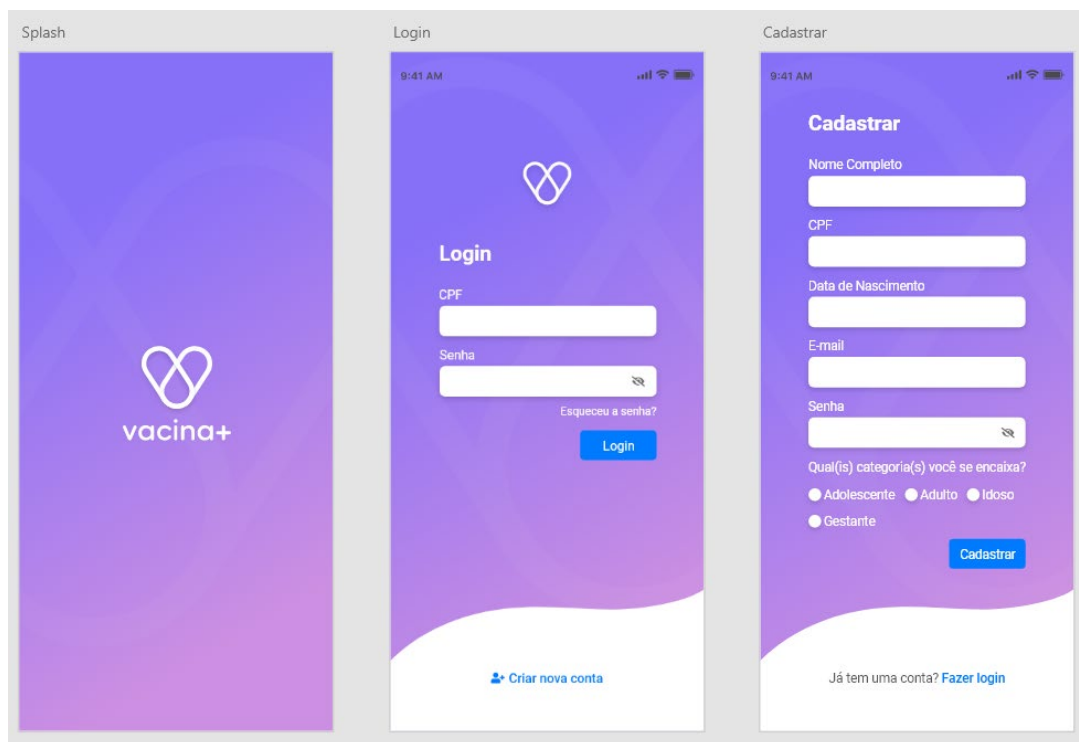 Splash
vacina+
Login
9:41 AM
Login
CPF
Senha
Esqueceu a senha?
Login
Criar nova conta
Cadastrar
9:41 AM
Cadastrar
Nome Completo
CPF
Data de Nascimento
E-mail
Senha
Qual(is) categoria(s) você se encaixa?
Adolescente Adulto Idoso
Gestante
Cadastrar
Já tem uma conta? Fazer login